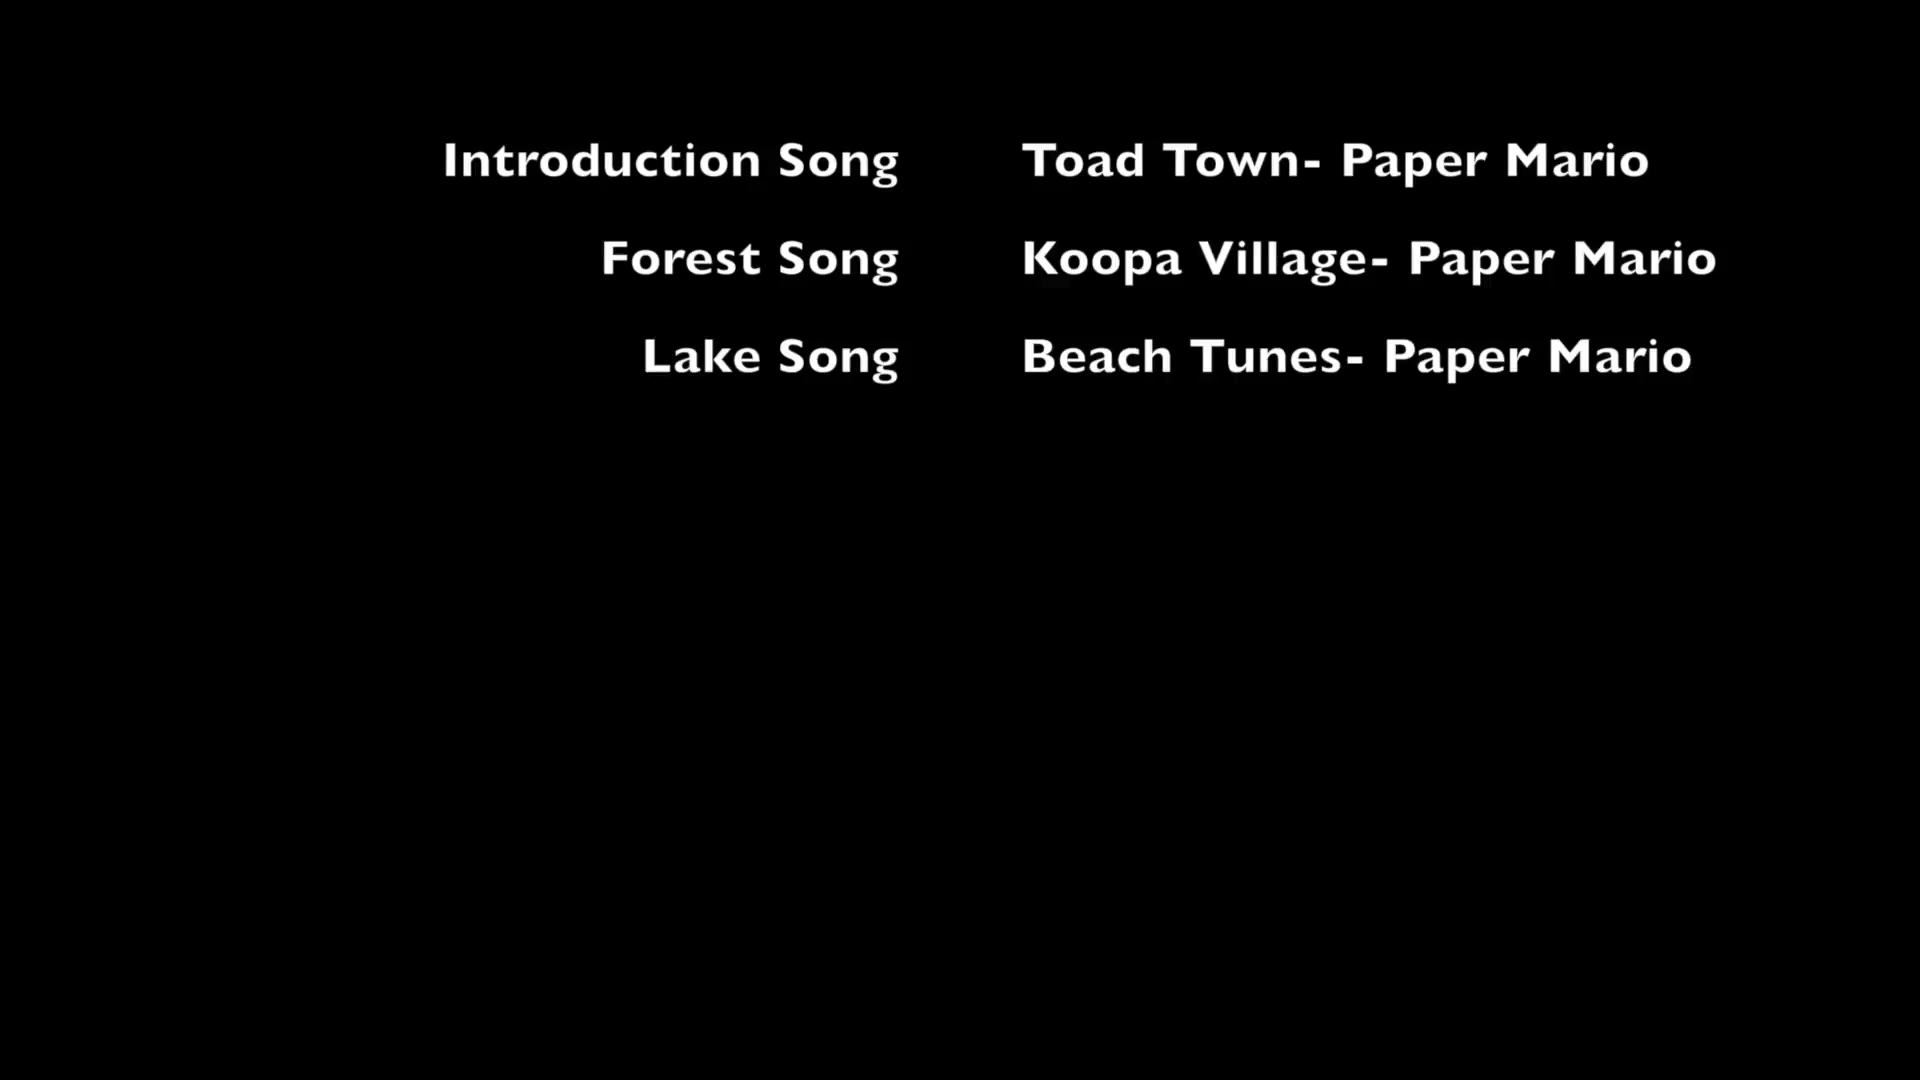 Introduction Song Toad Town- Paper Mario
Forest Song Koopa Village- Paper Mario
Lake Song Beach Tunes- Paper Mario